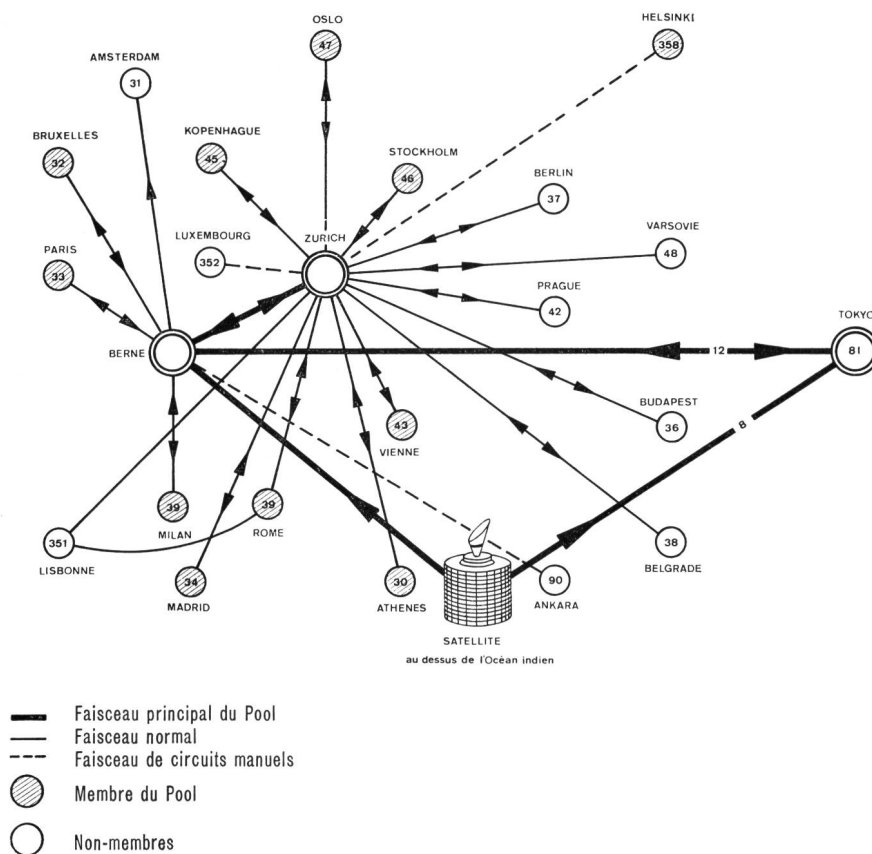 OSLO
47
HELSINKI
358
AMSTERDAM
31
BRUXELLES
32
KOPENHAGUE
45
STOCKHOLM
46
BERLIN
37
LUXEMBOURG
352
ZURICH
VARSOVIE
48
PARIS
33
PRAGUE
42
TOKYO
81
BERNE
12
BUDAPEST
36
8
43
VIENNE
39
MILAN
39
ROME
351
LISBONNE
38
BELGRADE
34
MADRID
30
ATHENES
90
ANKARA
SATELLITE
au dessus de l'Océan indien
Faisceau principal du Pool
Faisceau normal
Faisceau de circuits manuels
Membre du Pool
Non-membres